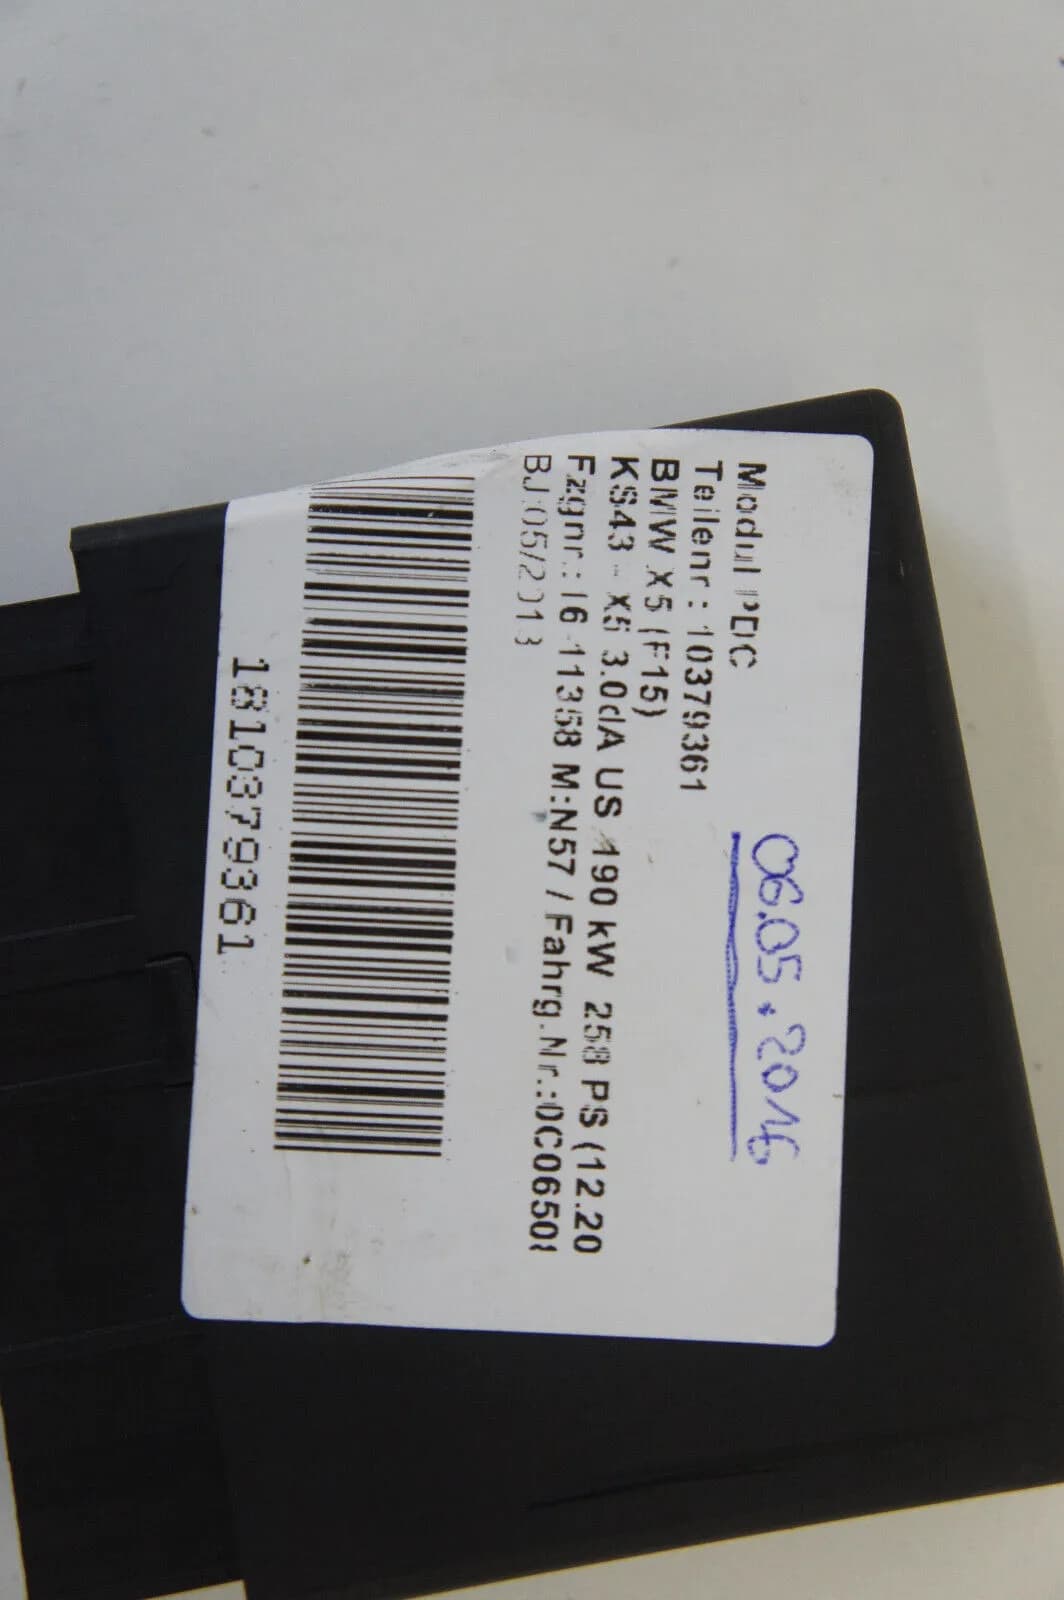 Modul PDC
Teilenr: 10379361
BMW X5 (F15)
KS43 - X5 3.0dA US 190 kW 258 PS (12.20
Fzgnr.: 16-11358 M:N57 / Fahrg.Nr.:0C0650
BJ:05/2013
06.05.2016
1810379361